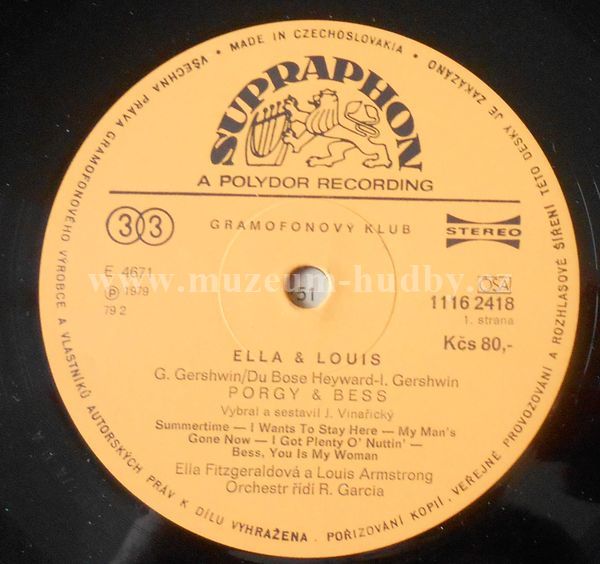 • MADE IN CZECHOSLOVAKIA •
VŠECHNA PRÁVA GRAMOFONOVÉHO VÝROBCE A VLASTNÍKŮ AUTORSKÝCH PRÁV K DÍLU VYHRAŽENA. POŘIZOVÁNÍ KOPIÍ, VEŘEJNÉ PROVOZOVÁNÍ A ROZHLASOVÉ ŠÍŘENÍ TÉTO DESKY JE ZAKÁZÁNO
SUPRAPHON
A POLYDOR RECORDING
33
GRAMOFONOVÝ KLUB
STEREO
www.muzeum-hudby.cz
E 4671
℗ 1979
79 2
51
OSA
1116 2418
1. strana
Kčs 80,-
ELLA & LOUIS
G. Gershwin/Du Bose Heyward-I. Gershwin
PORGY & BESS
Vybral a sestavil J. Vinařický
Summertime — I Wants To Stay Here — My Man's
Gone Now — I Got Plenty O' Nuttin' —
Bess, You Is My Woman
Ella Fitzgeraldová a Louis Armstrong
Orchestr řídí R. Garcia